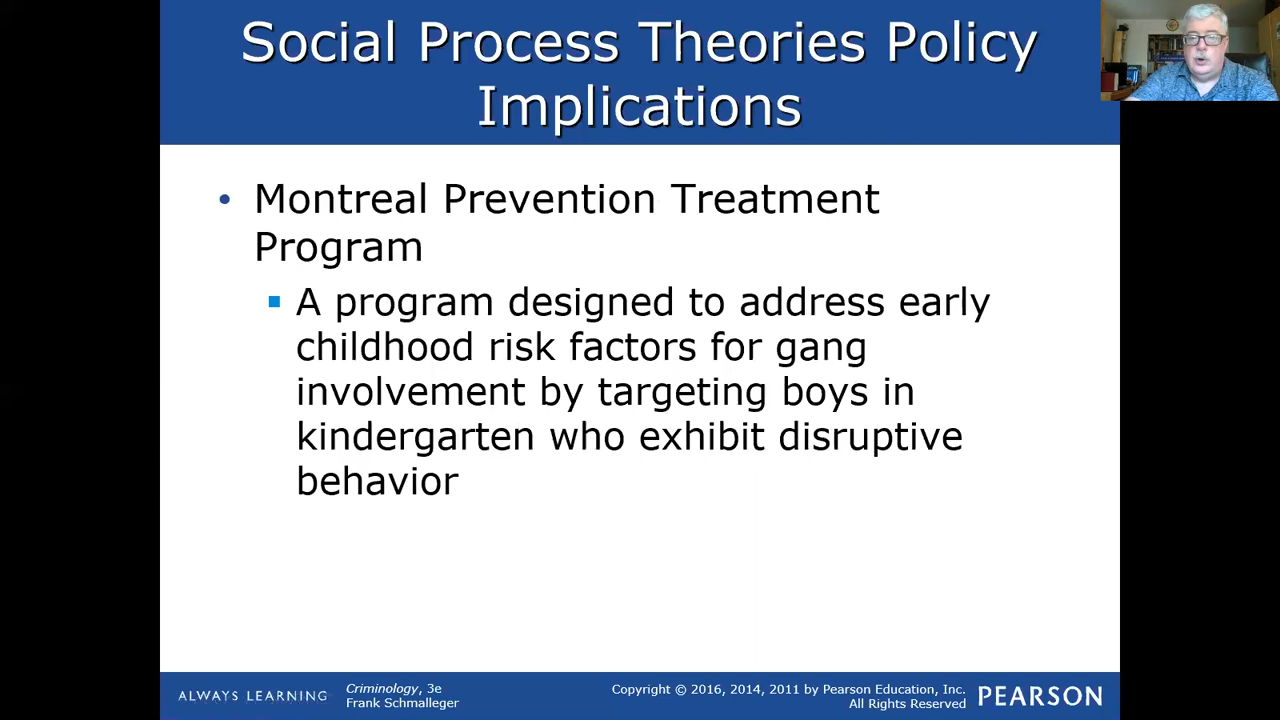 Social Process Theories Policy
Implications
• Montreal Prevention Treatment
Program
▪ A program designed to address early
childhood risk factors for gang
involvement by targeting boys in
kindergarten who exhibit disruptive
behavior
ALWAYS LEARNING
Criminology, 3e
Frank Schmalleger
Copyright © 2016, 2014, 2011 by Pearson Education, Inc.
All Rights Reserved
PEARSON